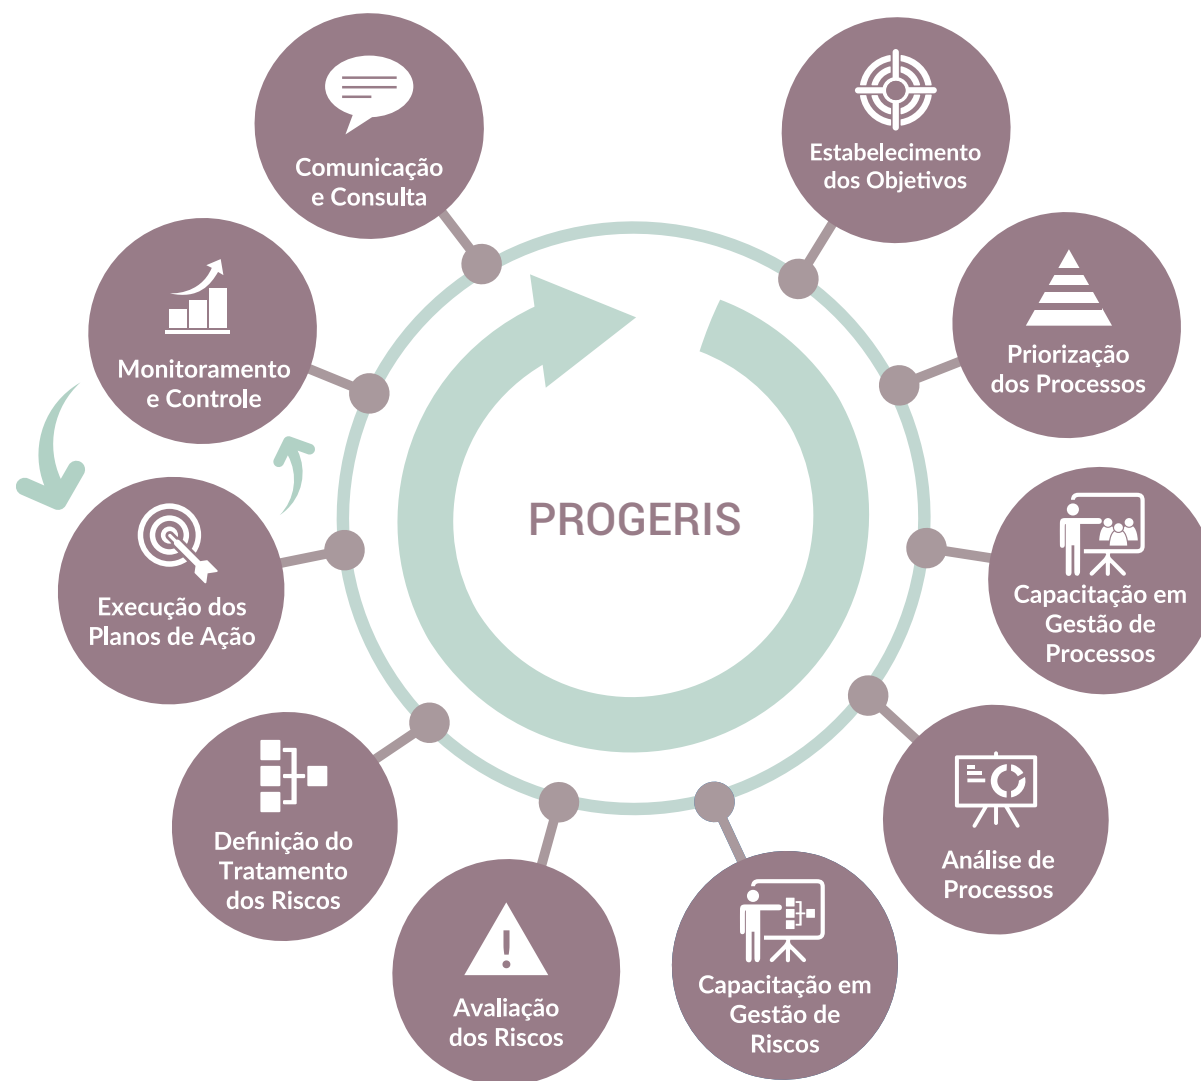 Comunicação
e Consulta
Estabelecimento
dos Objetivos
Priorização
dos Processos
Capacitação em
Gestão de
Processos
Análise de
Processos
Capacitação em
Gestão de
Riscos
Avaliação
dos Riscos
Definição do
Tratamento
dos Riscos
Execução dos
Planos de Ação
Monitoramento
e Controle
PROGERIS